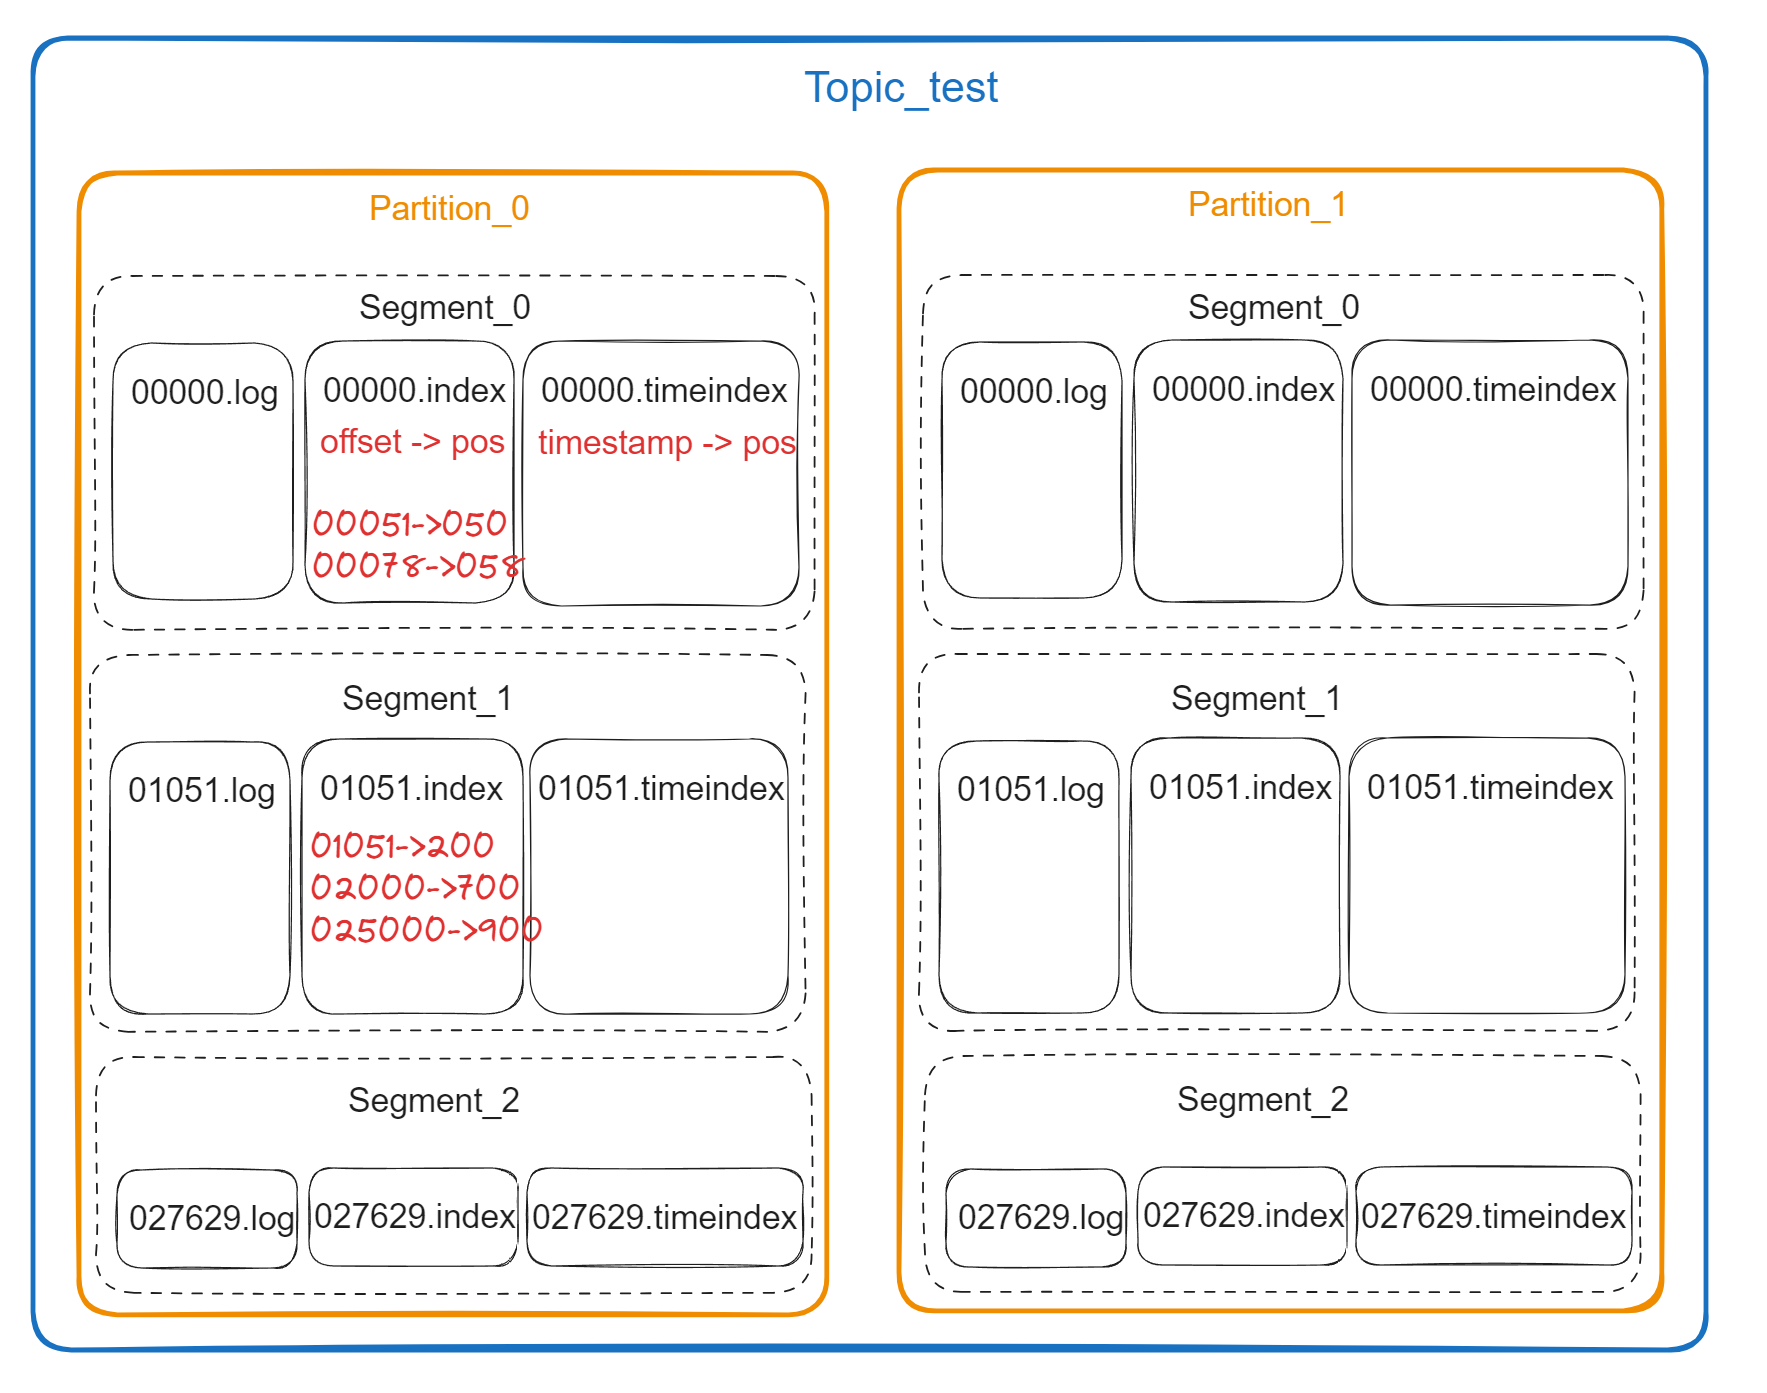 Topic_test
Partition_0
Segment_0
00000.log
00000.index
offset -> pos
00051->050
00078->058
00000.timeindex
timestamp -> pos
Segment_1
01051.log
01051.index
01051->200
02000->700
025000->900
01051.timeindex
Segment_2
027629.log
027629.index
027629.timeindex
Partition_1
Segment_0
00000.log
00000.index
00000.timeindex
Segment_1
01051.log
01051.index
01051.timeindex
Segment_2
027629.log
027629.index
027629.timeindex